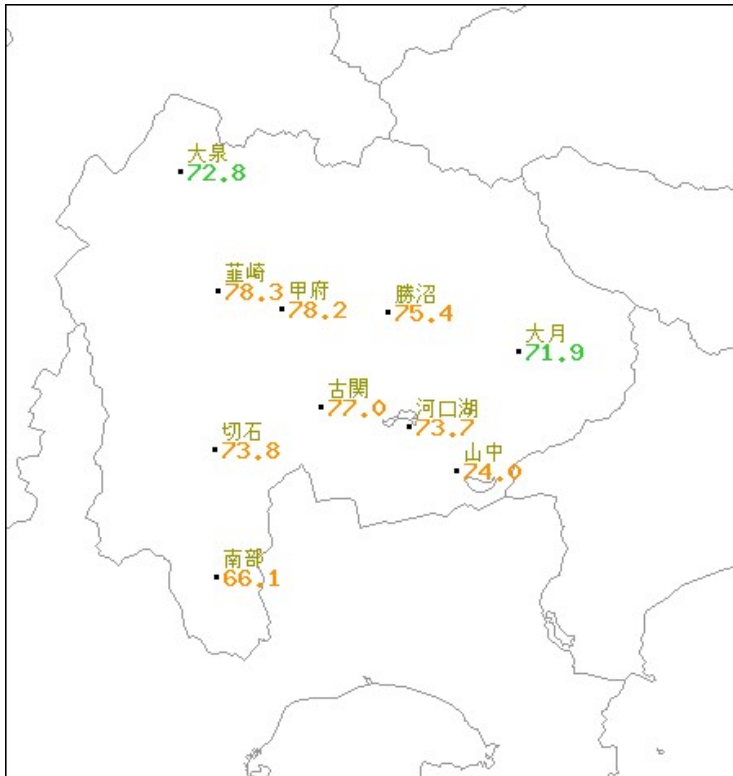 大泉
72.8
韮崎
78.3
甲府
78.2
勝沼
75.4
大月
71.9
古関
77.0
河口湖
73.7
切石
73.8
山中
74.0
南部
66.1